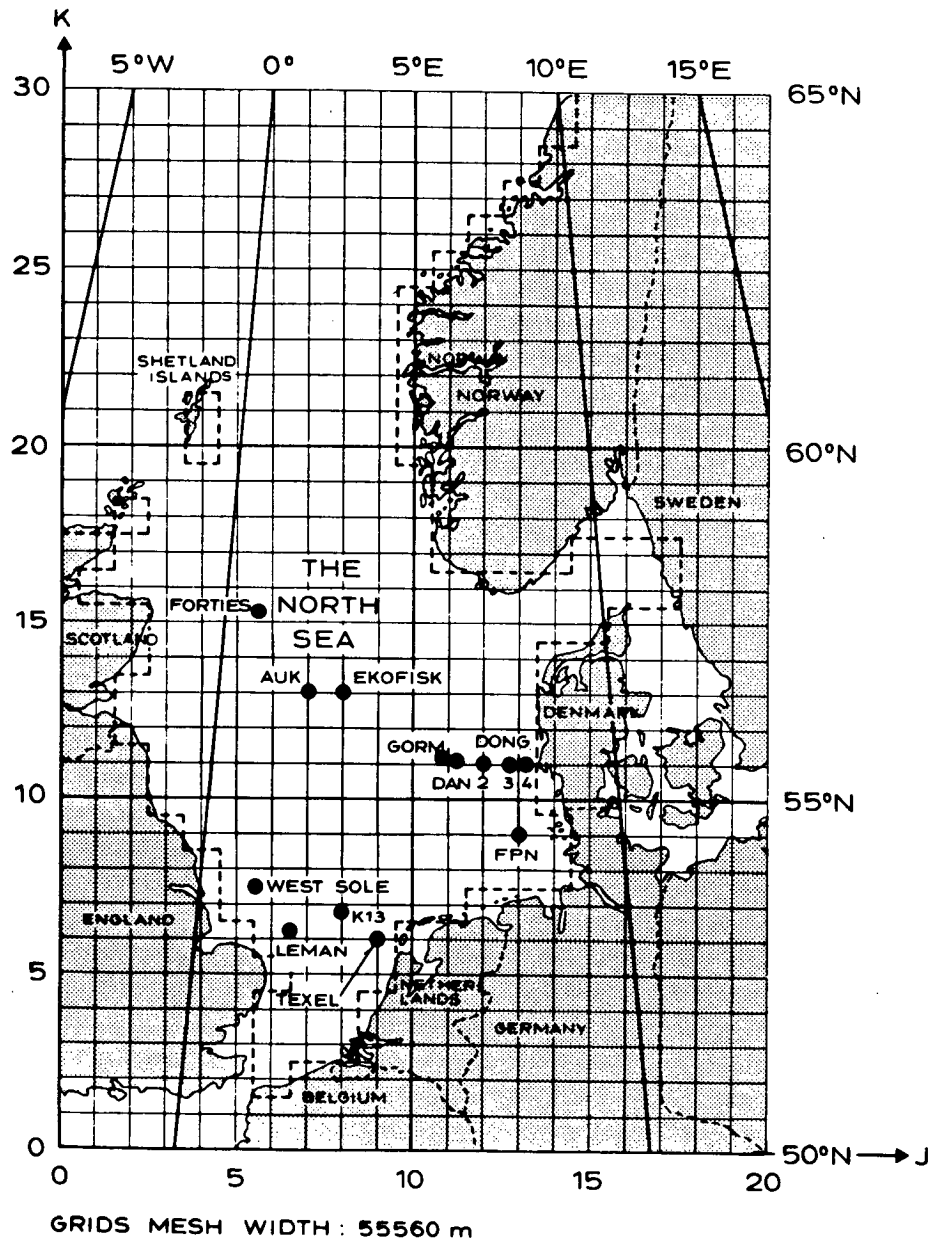 K
5°W 0° 5°E 10°E 15°E
30 65°N
25
SHETLAND
ISLANDS
NORWAY
20 60°N
SWEDEN
THE
NORTH
SEA
FORTIES
15
SCOTLAND
AUK EKOFISK
DENMARK
GORM DONG
DAN 2 3 4
10 55°N
FPN
WEST SOLE
K13
ENGLAND
LEMAN
5
TEXEL
NETHER
LANDS
GERMANY
BELGIUM
0 50°N J
0 5 10 15 20
GRIDS MESH WIDTH : 55560 m